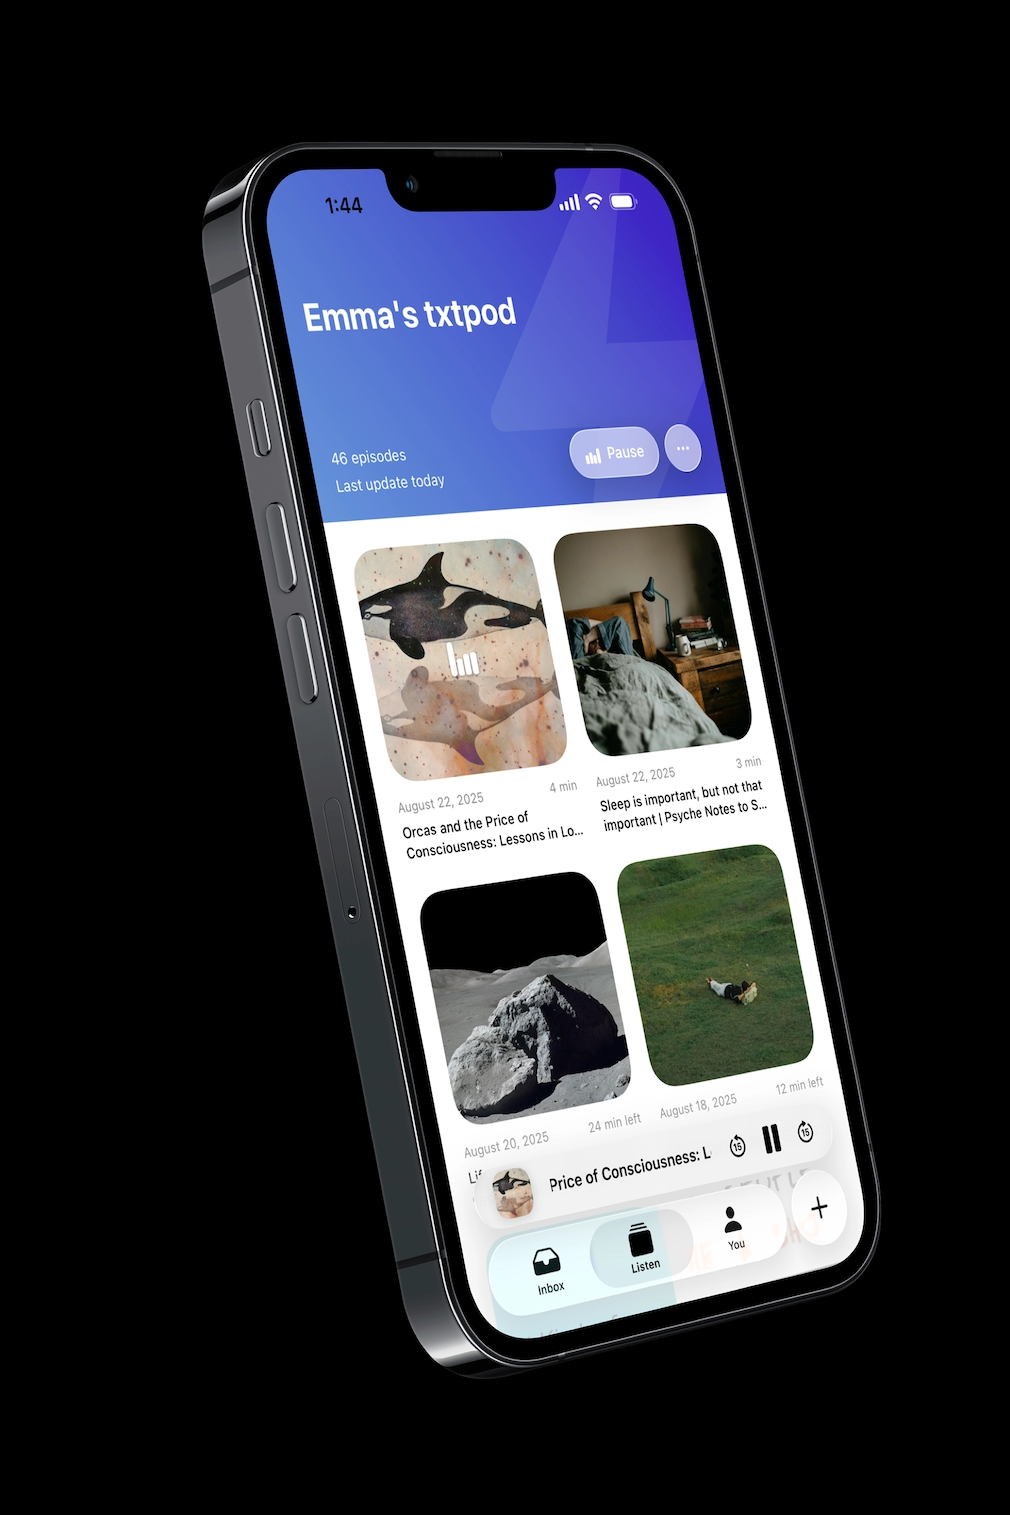 1:44
Emma's txtpod
46 episodes
Last update today
Pause
August 22, 2025
4 min
Orcas and the Price of
Consciousness: Lessons in Lo...
August 22, 2025
3 min
Sleep is important, but not that
important | Psyche Notes to S...
August 20, 2025
24 min left
August 18, 2025
12 min left
Price of Consciousness: L
15
15
Inbox
Listen
You